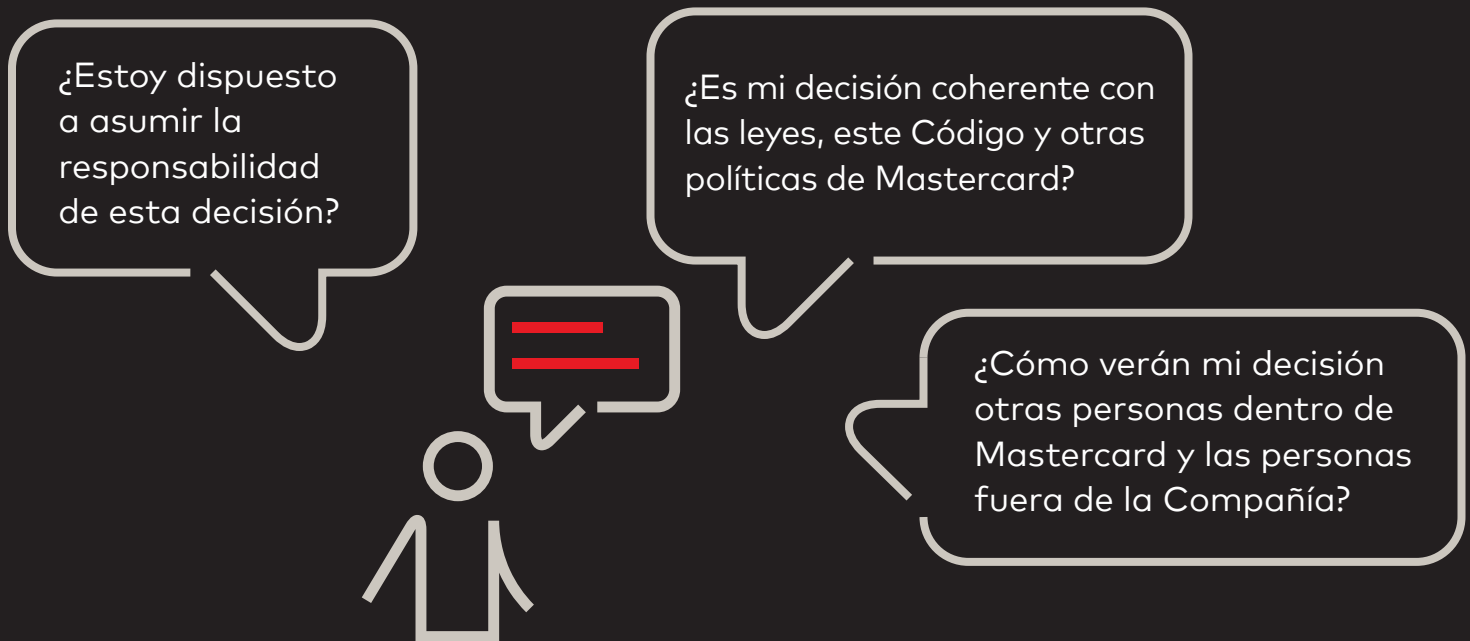 ¿Estoy dispuesto
a asumir la
responsabilidad
de esta decisión?
¿Es mi decisión coherente con
las leyes, este Código y otras
políticas de Mastercard?
¿Cómo verán mi decisión
otras personas dentro de
Mastercard y las personas
fuera de la Compañía?